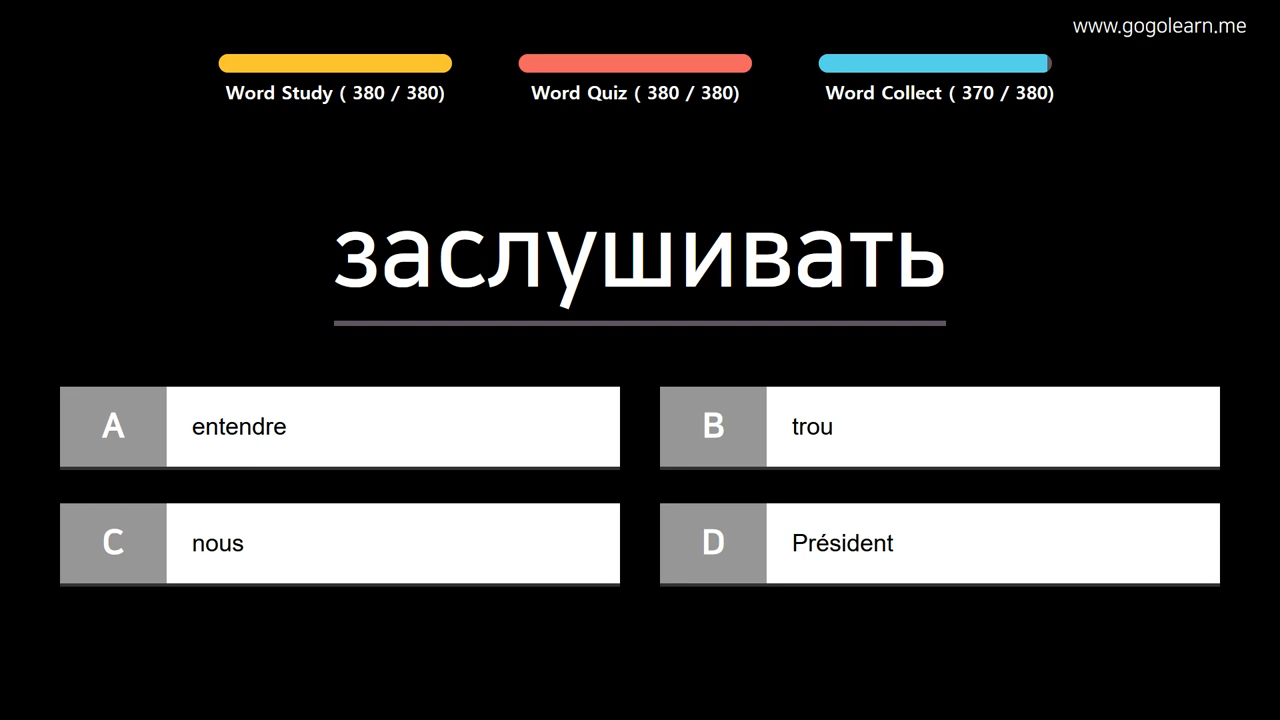 www.gogolearn.me
Word Study ( 380 / 380)
Word Quiz ( 380 / 380)
Word Collect ( 370 / 380)
заслушивать
A entendre
B trou
C nous
D Président